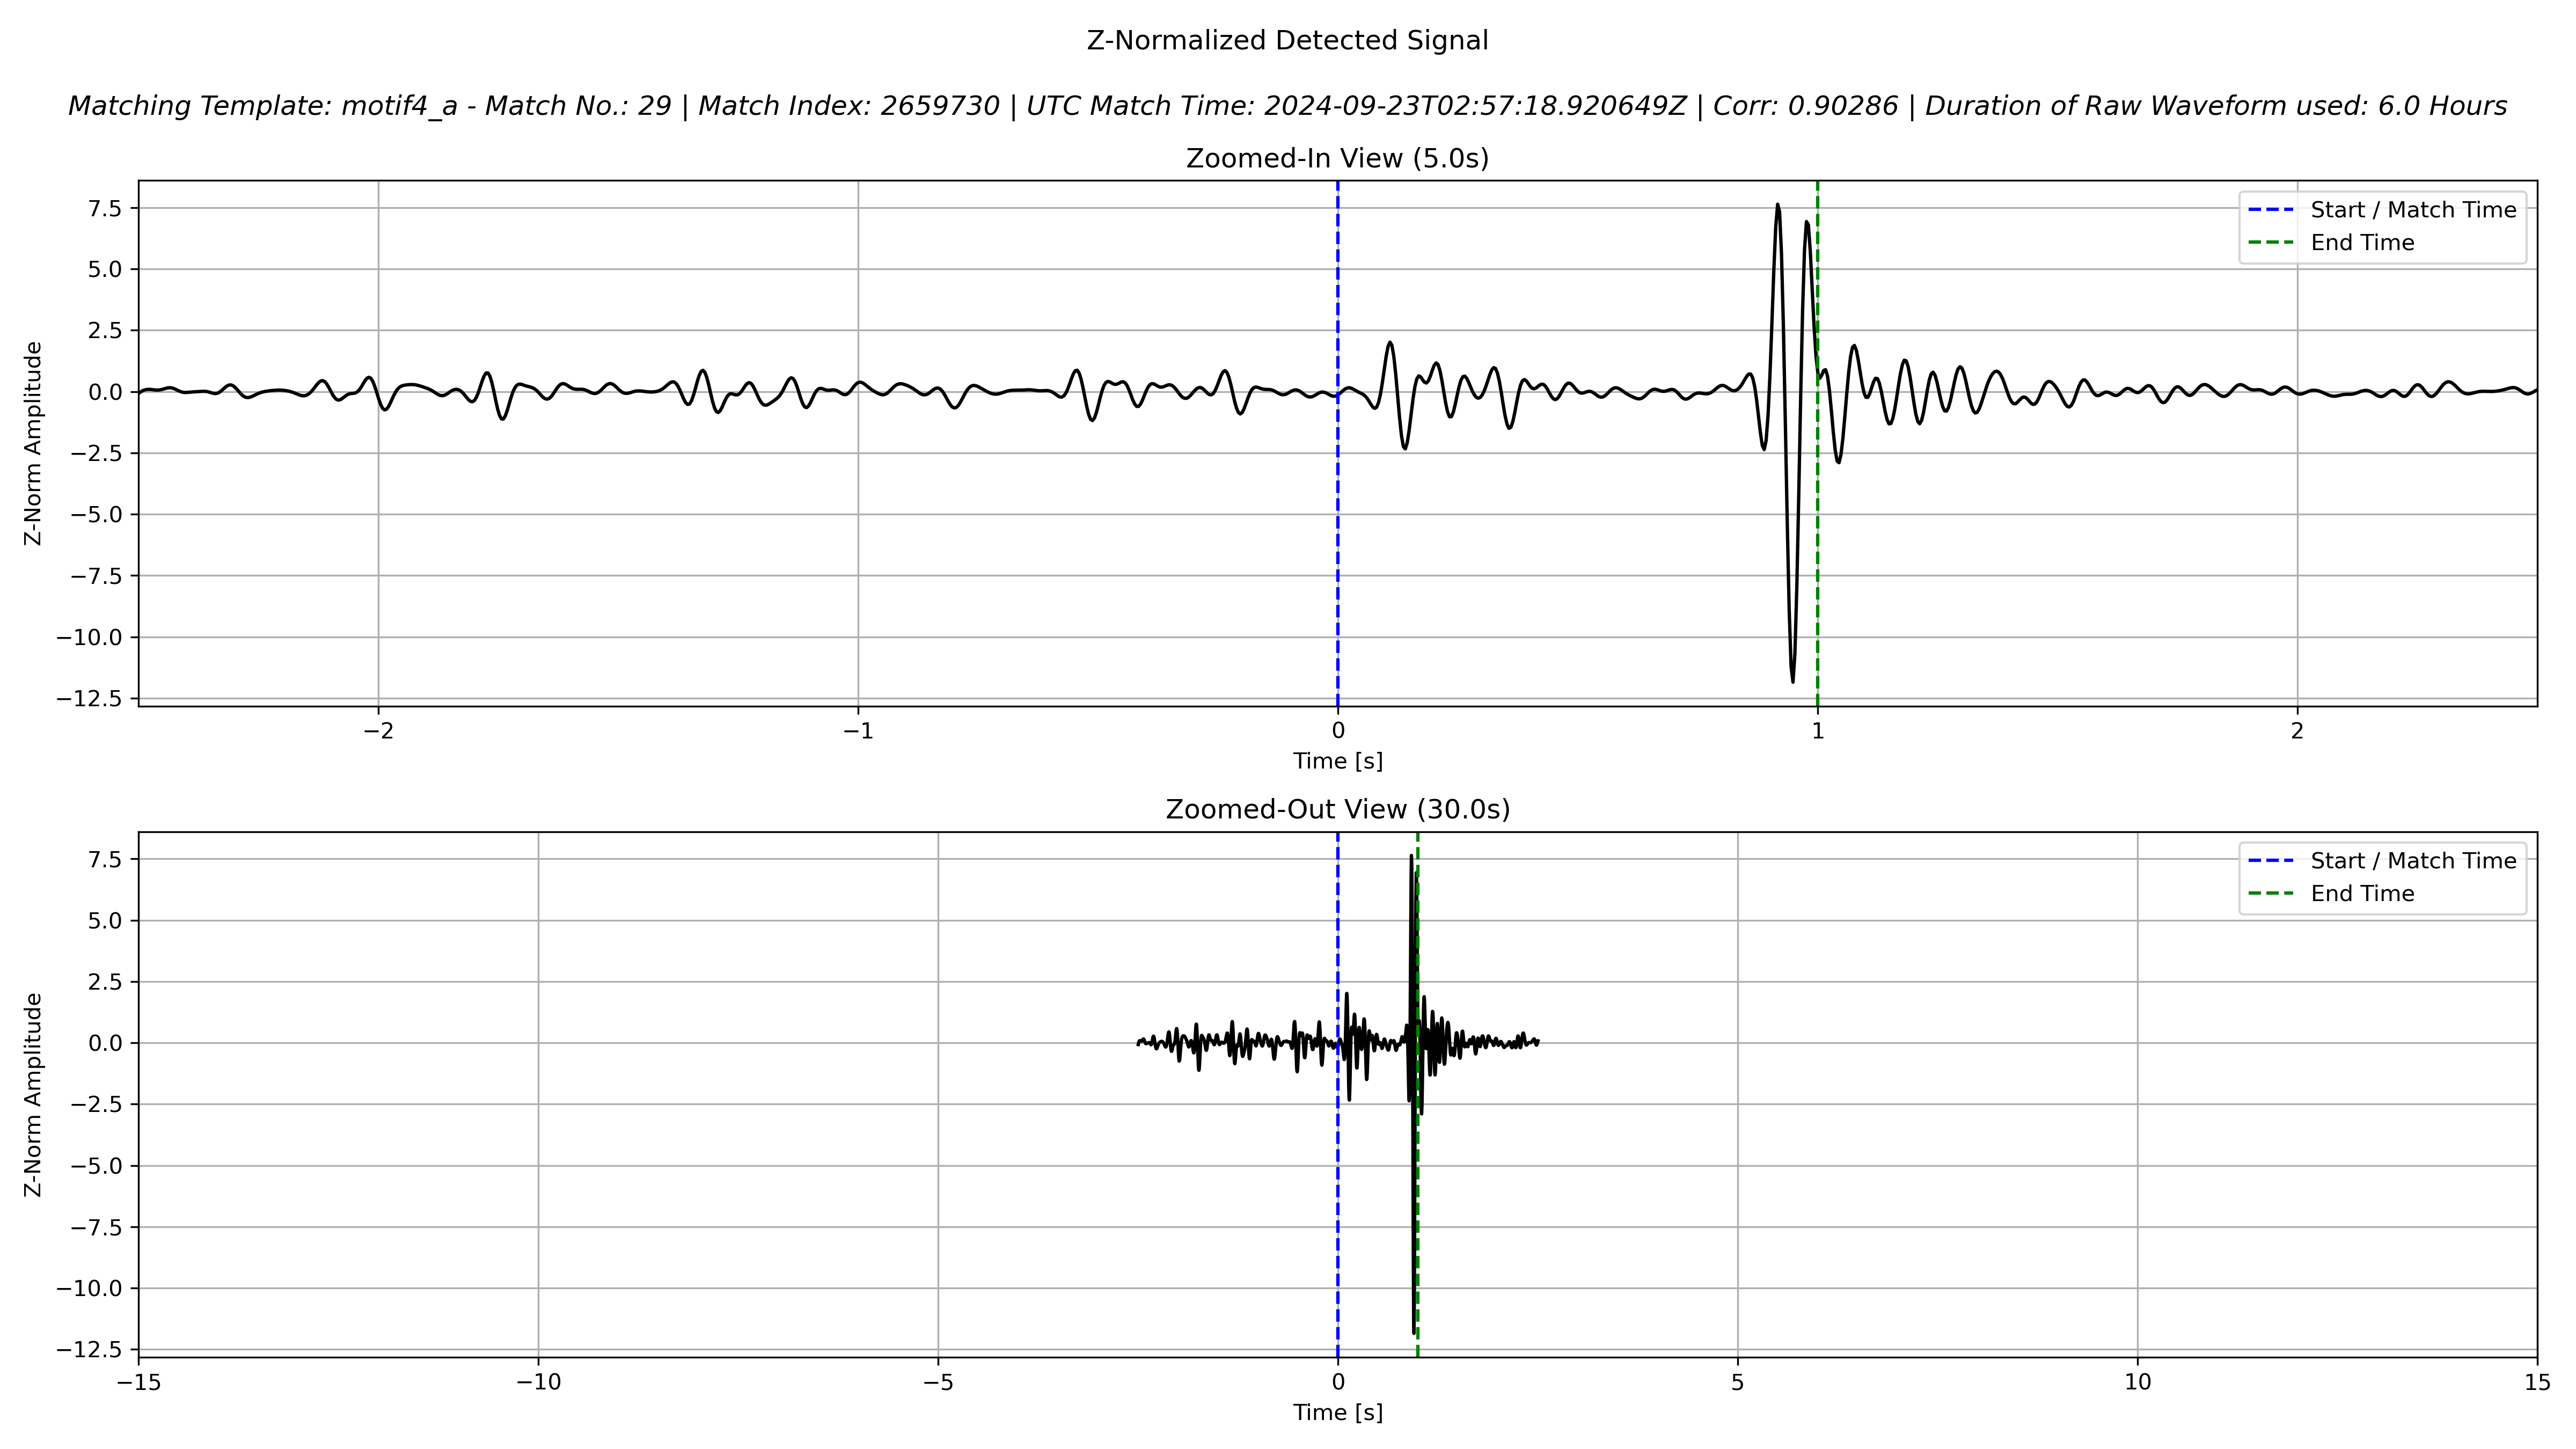 Z-Normalized Detected Signal
Matching Template: motif4_a - Match No.: 29 | Match Index: 2659730 | UTC Match Time: 2024-09-23T02:57:18.920649Z | Corr: 0.90286 | Duration of Raw Waveform used: 6.0 Hours
Zoomed-In View (5.0s)
7.5
5.0
2.5
0.0
−2.5
−5.0
−7.5
−10.0
−12.5
Z-Norm Amplitude
Start / Match Time
End Time
−2
−1
0
1
2
Time [s]
Zoomed-Out View (30.0s)
7.5
5.0
2.5
0.0
−2.5
−5.0
−7.5
−10.0
−12.5
Z-Norm Amplitude
Start / Match Time
End Time
−15
−10
−5
0
5
10
15
Time [s]